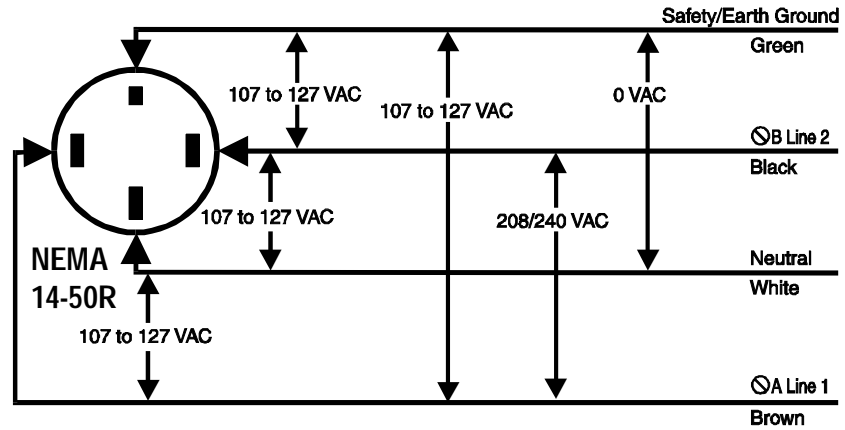 Safety/Earth Ground
Green
107 to 127 VAC
107 to 127 VAC
0 VAC
⦸B Line 2
Black
107 to 127 VAC
208/240 VAC
NEMA
14-50R
Neutral
White
107 to 127 VAC
⦸A Line 1
Brown